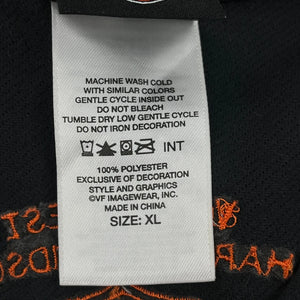 MACHINE WASH COLD
WITH SIMILAR COLORS
GENTLE CYCLE INSIDE OUT
DO NOT BLEACH
TUMBLE DRY LOW GENTLE CYCLE
DO NOT IRON DECORATION
INT
100% POLYESTER
EXCLUSIVE OF DECORATION
STYLE AND GRAPHICS
©VF IMAGEWEAR, INC.
MADE IN CHINA
SIZE: XL